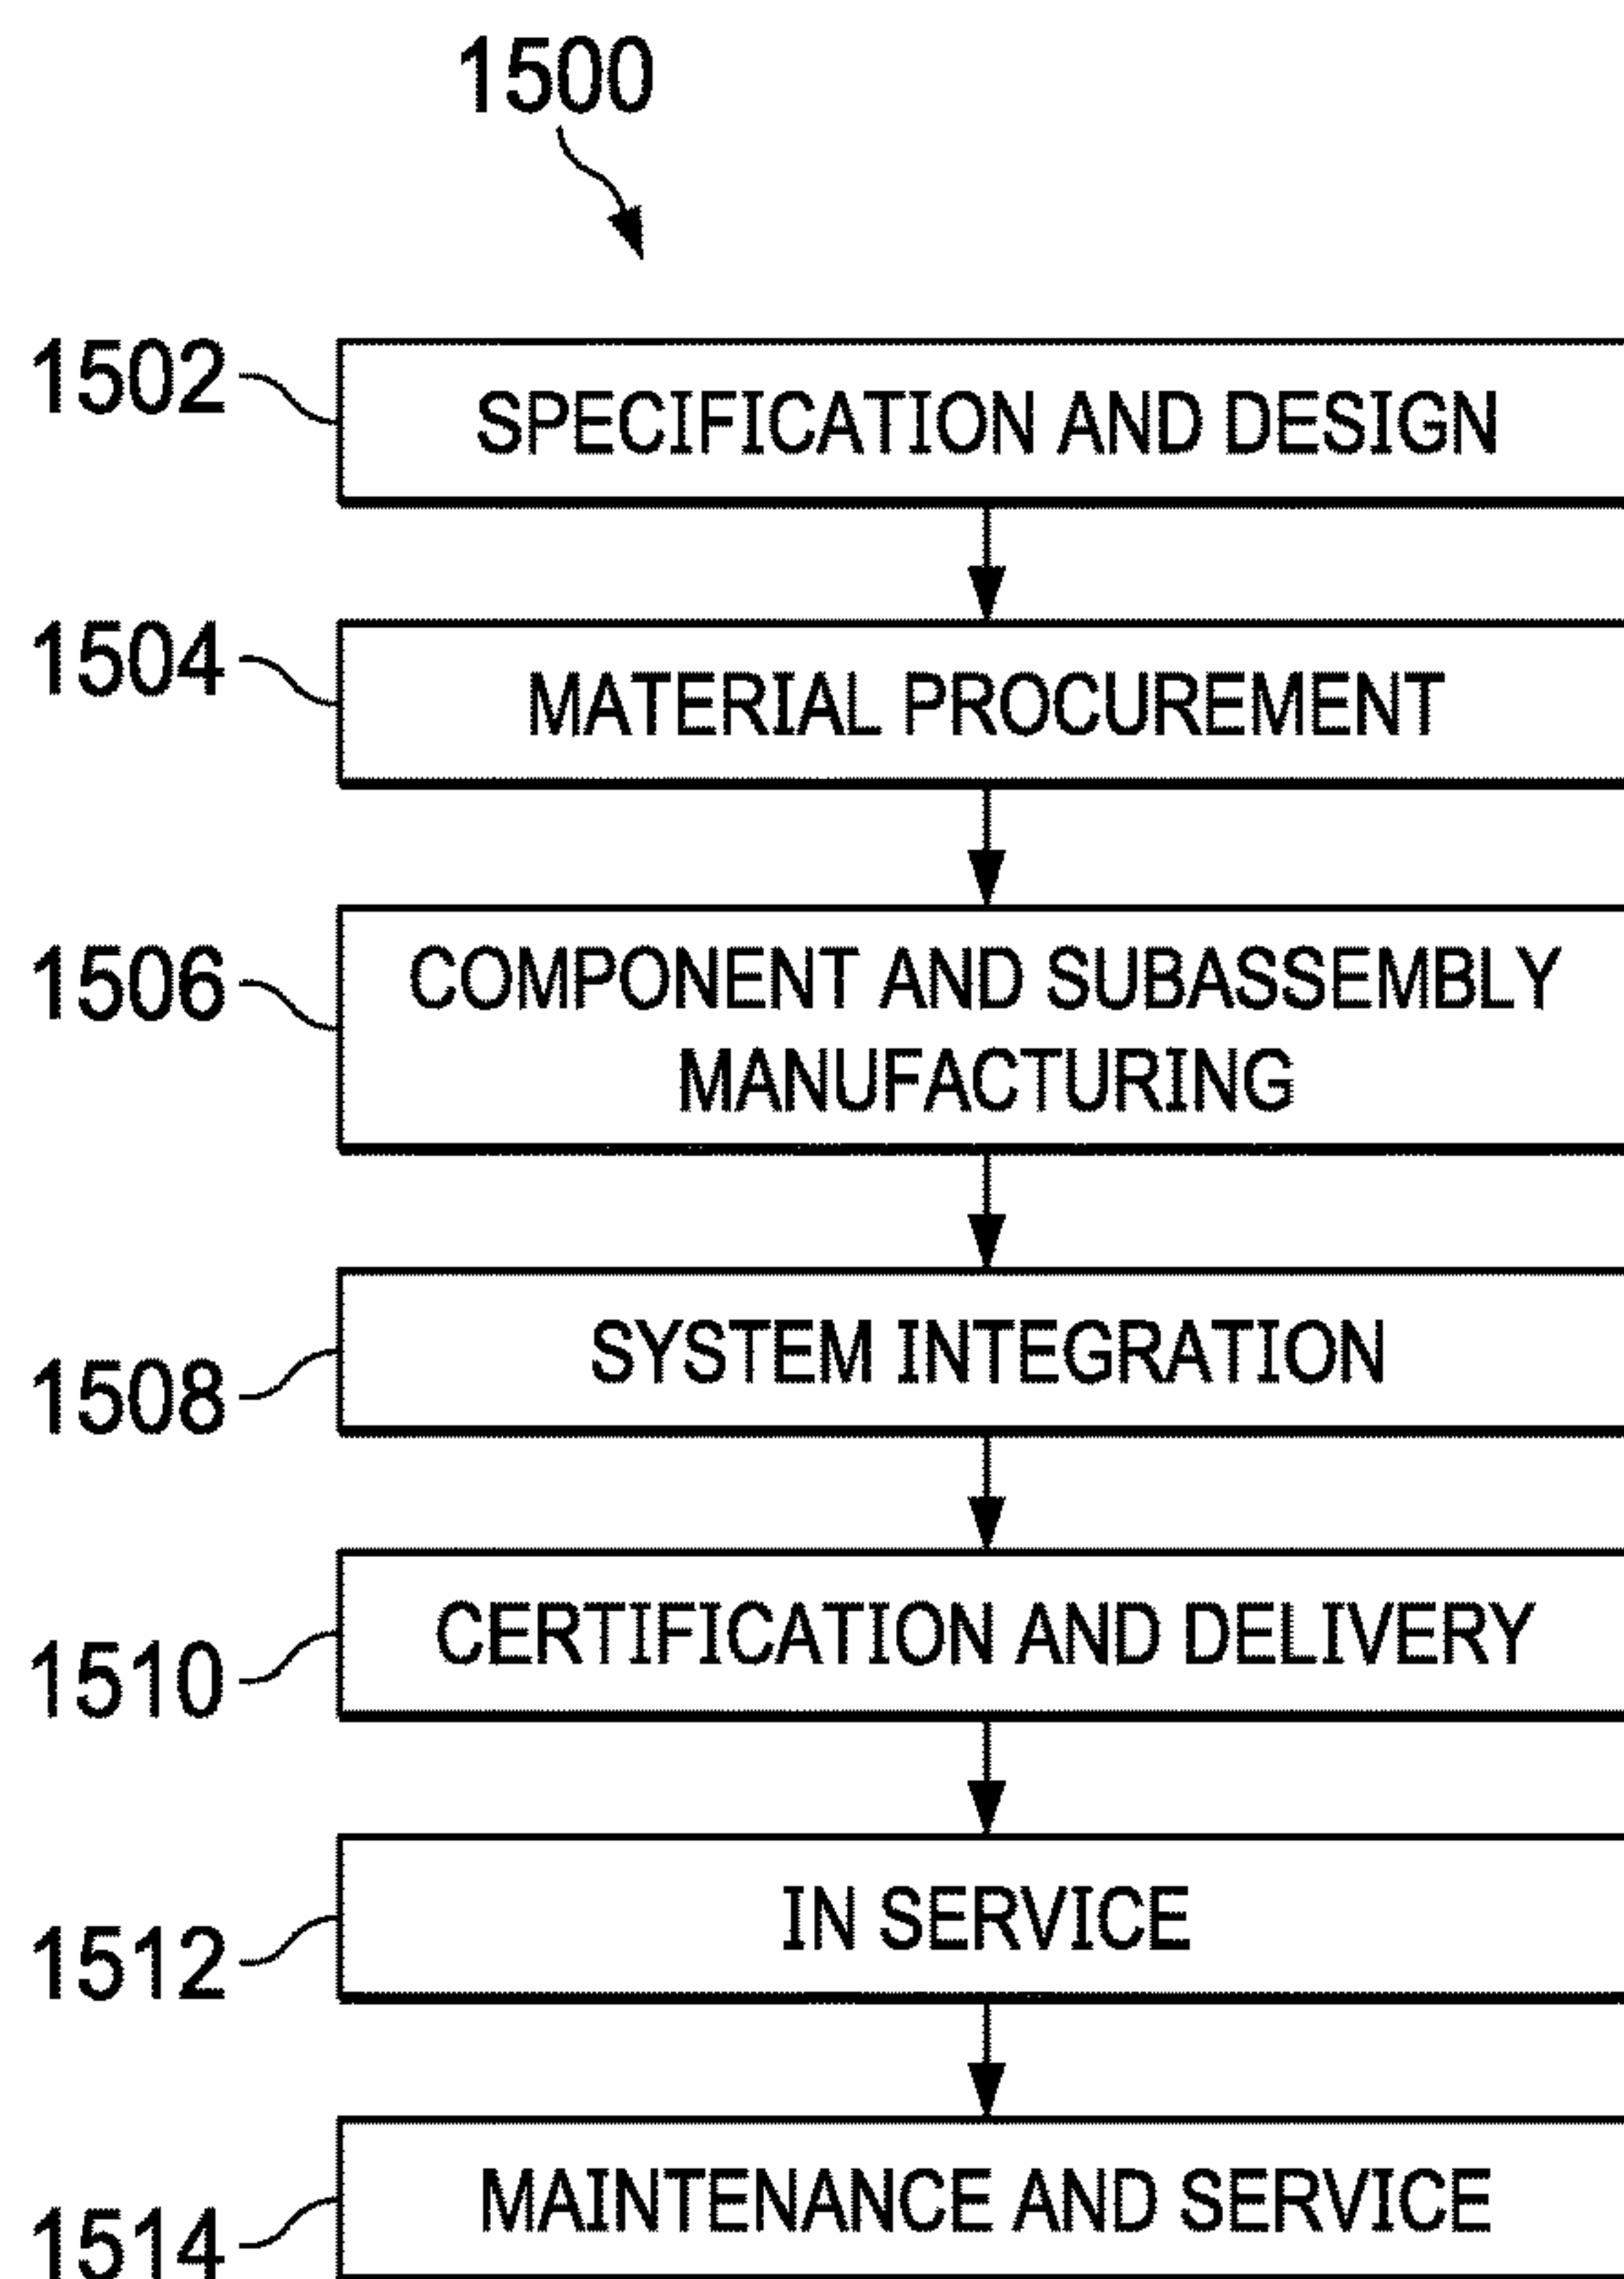 1500
1502
SPECIFICATION AND DESIGN
1504
MATERIAL PROCUREMENT
1506
COMPONENT AND SUBASSEMBLY
MANUFACTURING
1508
SYSTEM INTEGRATION
1510
CERTIFICATION AND DELIVERY
1512
IN SERVICE
1514
MAINTENANCE AND SERVICE